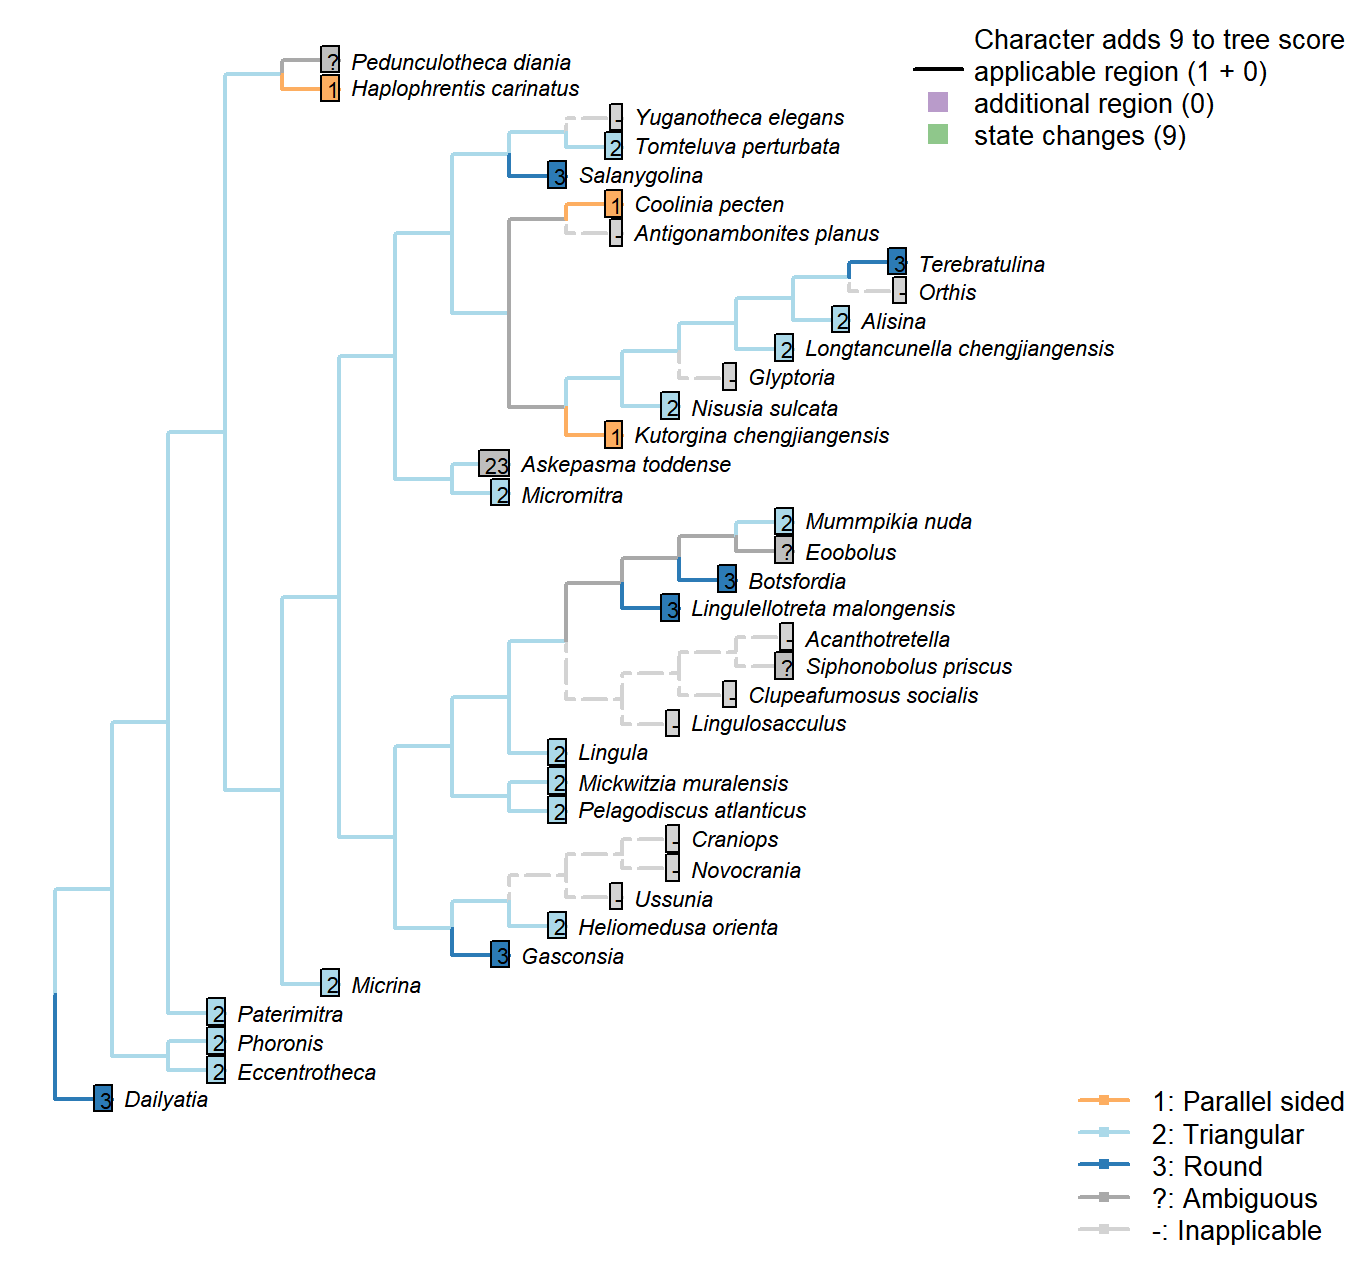 Character adds 9 to tree score
applicable region (1 + 0)
additional region (0)
state changes (9)
? Pedunculotheca diania
1 Haplophrentis carinatus
- Yuganotheca elegans
2 Tomteluva perturbata
3 Salanygolina
1 Coolinia pecten
- Antigonambonites planus
3 Terebratulina
- Orthis
2 Alisina
2 Longtancunella chengjiangensis
- Glyptoria
2 Nisusia sulcata
1 Kutorgina chengjiangensis
23 Askepasma toddense
2 Micromitra
2 Mummpikia nuda
? Eoobolus
3 Botsfordia
3 Lingulellotreta malongensis
- Acanthotretella
? Siphonobolus priscus
- Clupeafumosus socialis
- Lingulosacculus
2 Lingula
2 Mickwitzia muralensis
2 Pelagodiscus atlanticus
- Craniops
- Novocrania
- Ussunia
2 Heliomedusa orienta
3 Gasconsia
2 Micrina
2 Paterimitra
2 Phoronis
2 Eccentrotheca
3 Dailyatia
1: Parallel sided
2: Triangular
3: Round
?: Ambiguous
-: Inapplicable